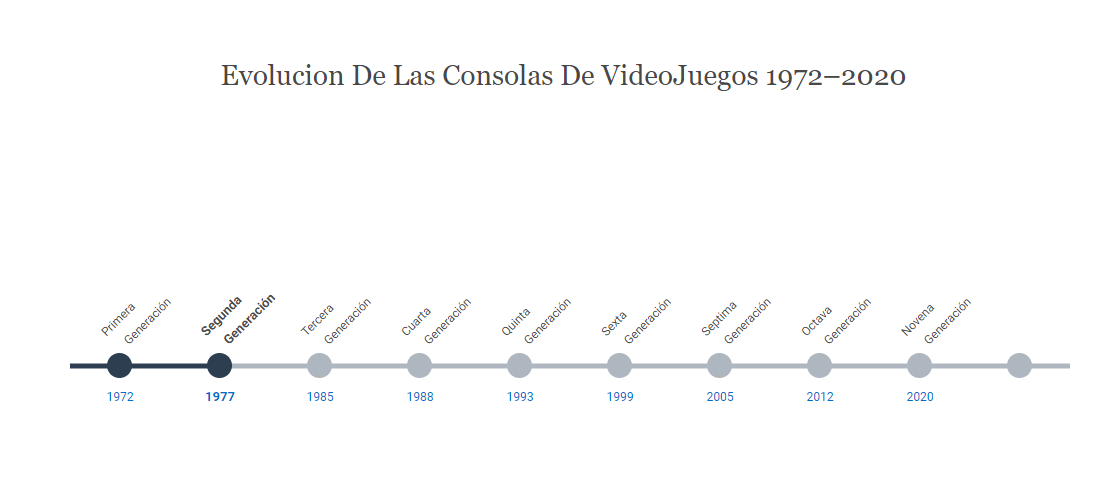 Evolucion De Las Consolas De VideoJuegos 1972–2020
Primera
Generación
Segunda
Generación
Tercera
Generación
Cuarta
Generación
Quinta
Generación
Sexta
Generación
Septima
Generación
Octava
Generación
Novena
Generación
1972
1977
1985
1988
1993
1999
2005
2012
2020